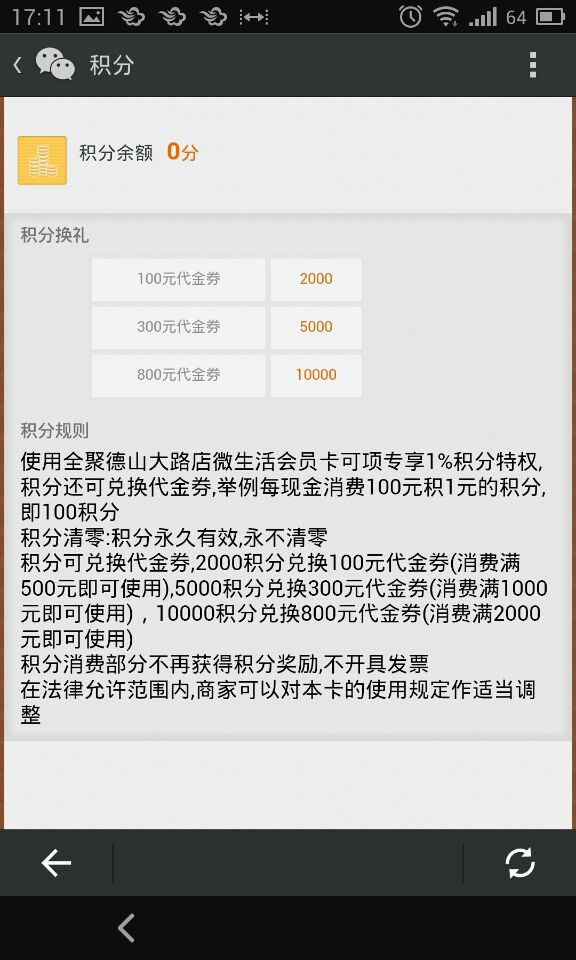 17:11
64
积分
积分余额 0分
积分换礼
100元代金券 2000
300元代金券 5000
800元代金券 10000
积分规则
使用全聚德山大路店微生活会员卡可项专享1%积分特权,
积分还可兑换代金券,举例每现金消费100元积1元的积分,
即100积分
积分清零:积分永久有效,永不清零
积分可兑换代金券,2000积分兑换100元代金券(消费满
500元即可使用),5000积分兑换300元代金券(消费满1000
元即可使用)，10000积分兑换800元代金券(消费满2000
元即可使用)
积分消费部分不再获得积分奖励,不开具发票
在法律允许范围内,商家可以对本卡的使用规定作适当调
整